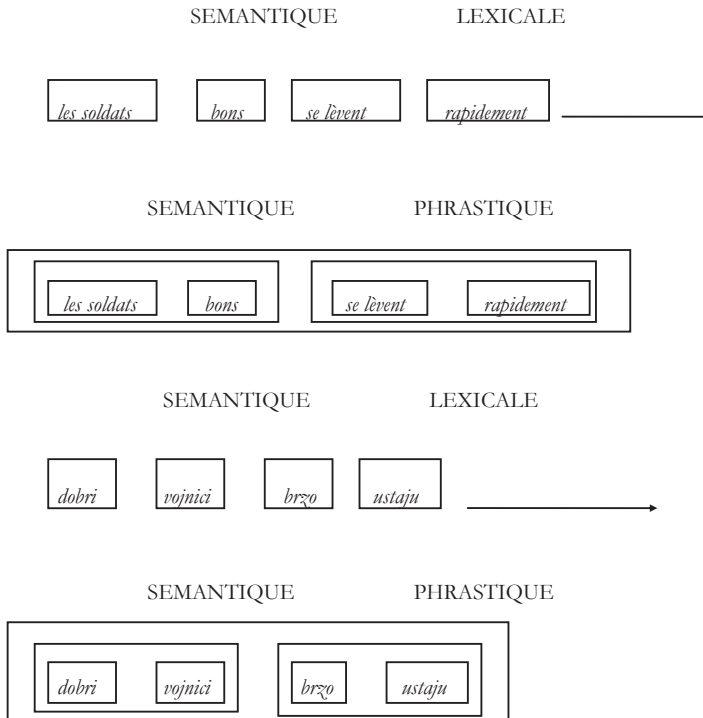 SEMANTIQUE LEXICALE
les soldats bons se lèvent rapidement
SEMANTIQUE PHRASTIQUE
les soldats bons se lèvent rapidement
SEMANTIQUE LEXICALE
dobri vojnici brzo ustaju
SEMANTIQUE PHRASTIQUE
dobri vojnici brzo ustaju